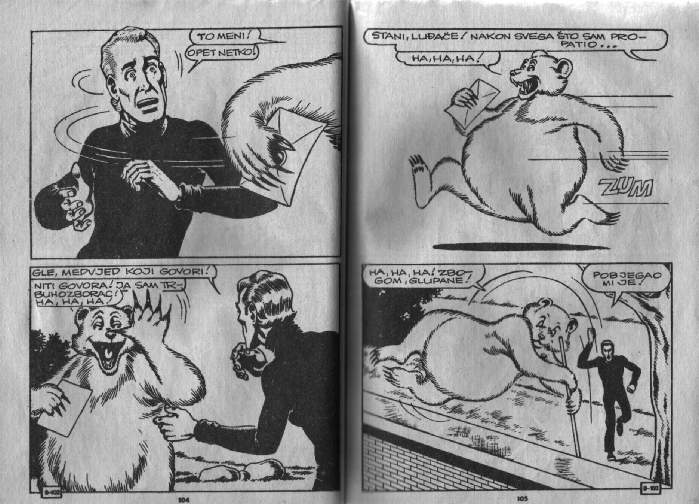 TO MENI!
OPET NETKO!
GLE, MEDVJED KOJI GOVORI!
NITI GOVORA! JA SAM TR-
BUHOZBORAC!
HA, HA, HA!
104
STANI, LUĐAČE! NAKON SVEGA ŠTO SAM PRO-
PATIO...
HA, HA, HA!
ZUM
HA, HA, HA! ZBO-
GOM, GLUPANE!
POBJEGAO
MI JE!
105